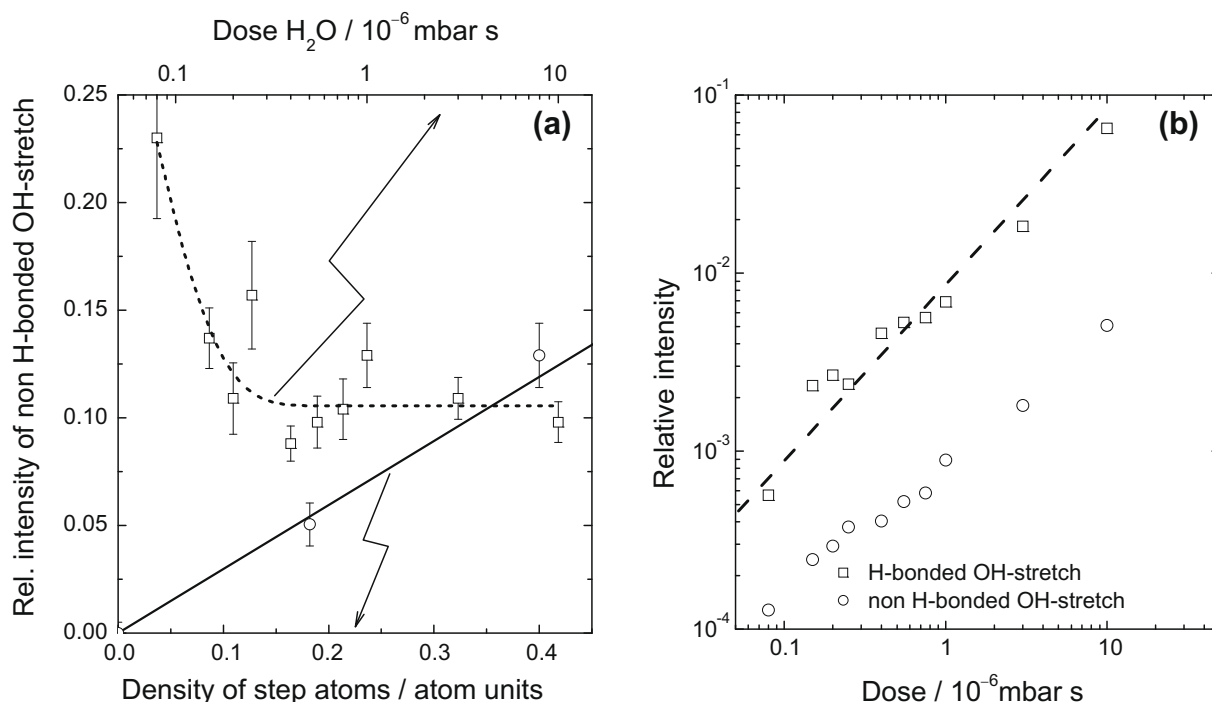 Dose H₂O / 10⁻⁶ mbar s
0.1 1 10
(a)
Rel. intensity of non H-bonded OH-stretch
0.25
0.20
0.15
0.10
0.05
0.00
0.0 0.1 0.2 0.3 0.4
Density of step atoms / atom units
(b)
Relative intensity
10⁻¹
10⁻²
10⁻³
10⁻⁴
H-bonded OH-stretch
non H-bonded OH-stretch
0.1 1 10
Dose / 10⁻⁶ mbar s